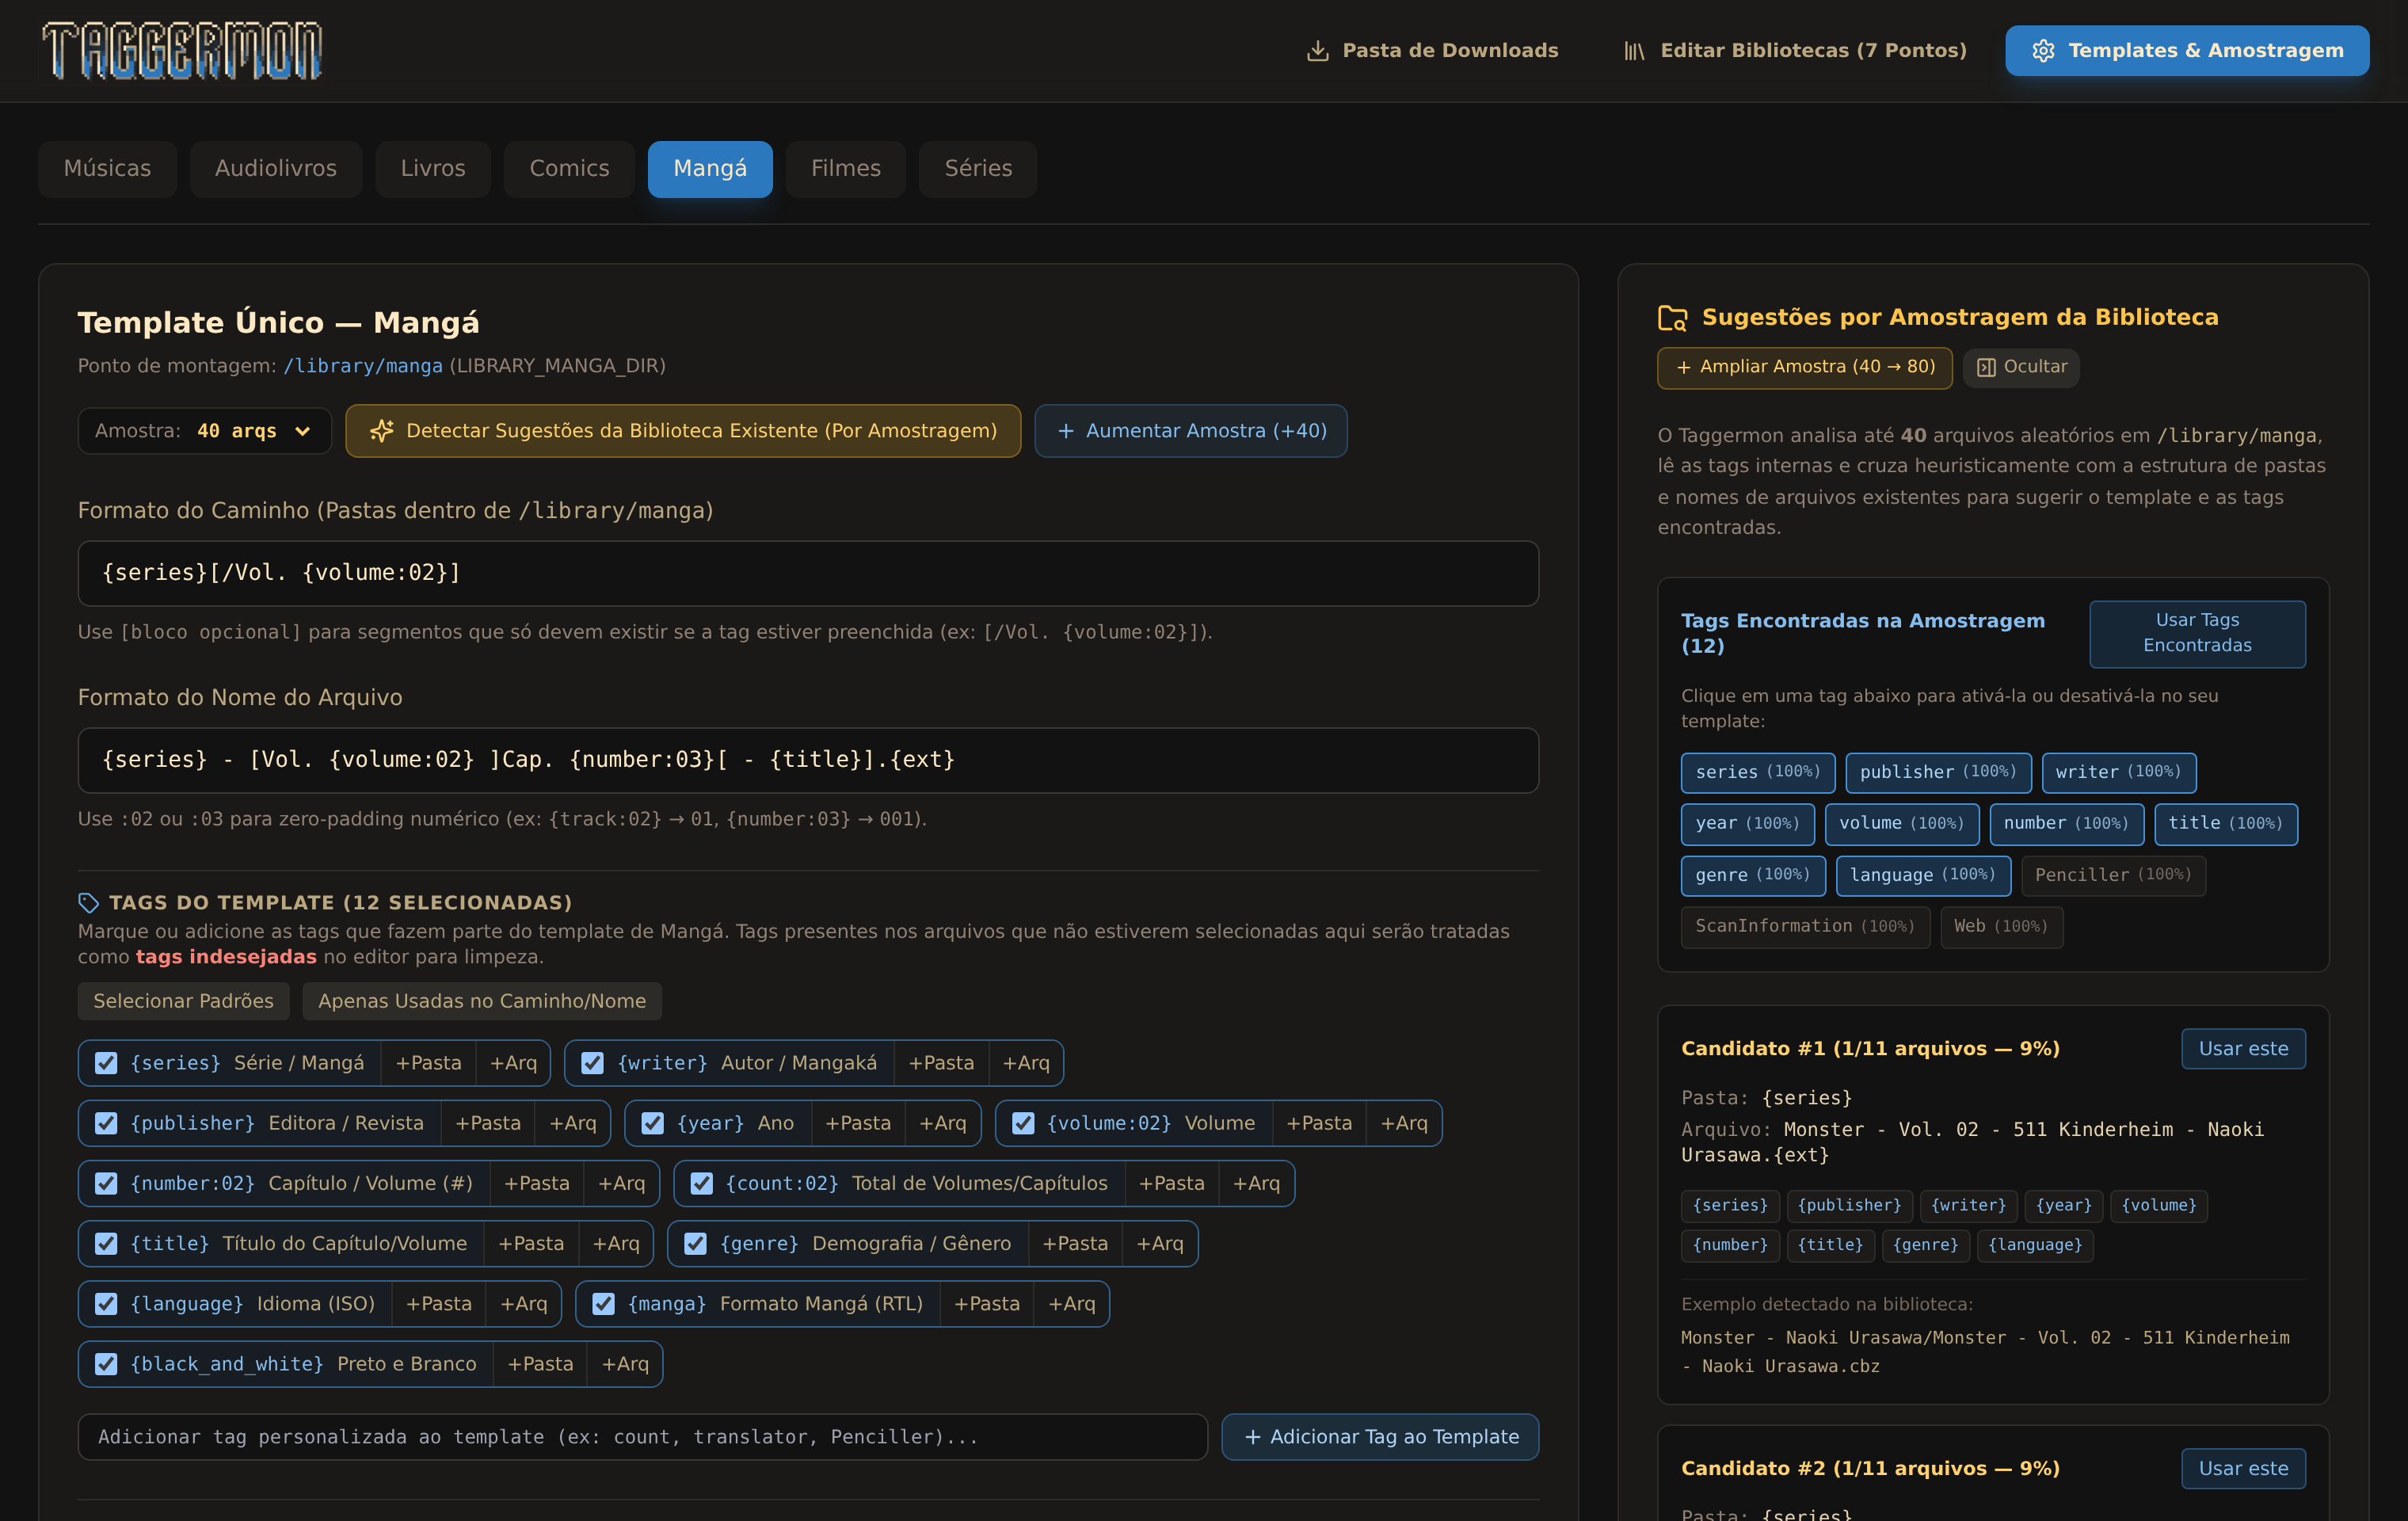 TAGGERMON
Pasta de Downloads
Editar Bibliotecas (7 Pontos)
Templates & Amostragem
Músicas
Audiolivros
Livros
Comics
Mangá
Filmes
Séries
Template Único — Mangá
Ponto de montagem: /library/manga (LIBRARY_MANGA_DIR)
Amostra: 40 arqs
Detectar Sugestões da Biblioteca Existente (Por Amostragem)
+ Aumentar Amostra (+40)
Formato do Caminho (Pastas dentro de /library/manga)
{series}[/Vol. {volume:02}]
Use [bloco opcional] para segmentos que só devem existir se a tag estiver preenchida (ex: [/Vol. {volume:02}]).
Formato do Nome do Arquivo
{series} - [Vol. {volume:02} ]Cap. {number:03}[ - {title}].{ext}
Use :02 ou :03 para zero-padding numérico (ex: {track:02} → 01, {number:03} → 001).
TAGS DO TEMPLATE (12 SELECIONADAS)
Marque ou adicione as tags que fazem parte do template de Mangá. Tags presentes nos arquivos que não estiverem selecionadas aqui serão tratadas
como tags indesejadas no editor para limpeza.
Selecionar Padrões
Apenas Usadas no Caminho/Nome
{series} Série / Mangá +Pasta +Arq
{writer} Autor / Mangaká +Pasta +Arq
{publisher} Editora / Revista +Pasta +Arq
{year} Ano +Pasta +Arq
{volume:02} Volume +Pasta +Arq
{number:02} Capítulo / Volume (#) +Pasta +Arq
{count:02} Total de Volumes/Capítulos +Pasta +Arq
{title} Título do Capítulo/Volume +Pasta +Arq
{genre} Demografia / Gênero +Pasta +Arq
{language} Idioma (ISO) +Pasta +Arq
{manga} Formato Mangá (RTL) +Pasta +Arq
{black_and_white} Preto e Branco +Pasta +Arq
Adicionar tag personalizada ao template (ex: count, translator, Penciller)...
+ Adicionar Tag ao Template
Sugestões por Amostragem da Biblioteca
+ Ampliar Amostra (40 → 80)
Ocultar
O Taggermon analisa até 40 arquivos aleatórios em /library/manga,
lê as tags internas e cruza heuristicamente com a estrutura de pastas
e nomes de arquivos existentes para sugerir o template e as tags
encontradas.
Tags Encontradas na Amostragem
(12)
Usar Tags
Encontradas
Clique em uma tag abaixo para ativá-la ou desativá-la no seu
template:
series (100%) publisher (100%) writer (100%)
year (100%) volume (100%) number (100%) title (100%)
genre (100%) language (100%) Penciller (100%)
ScanInformation (100%) Web (100%)
Candidato #1 (1/11 arquivos — 9%)
Usar este
Pasta: {series}
Arquivo: Monster - Vol. 02 - 511 Kinderheim - Naoki
Urasawa.{ext}
{series} {publisher} {writer} {year} {volume}
{number} {title} {genre} {language}
Exemplo detectado na biblioteca:
Monster - Naoki Urasawa/Monster - Vol. 02 - 511 Kinderheim
- Naoki Urasawa.cbz
Candidato #2 (1/11 arquivos — 9%)
Usar este
Pasta: {series}